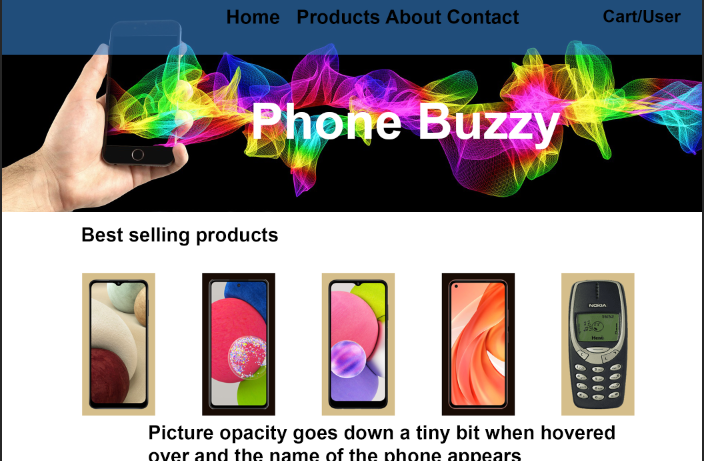 Home Products About Contact Cart/User
Phone Buzzy
Best selling products
NOKIA
Picture opacity goes down a tiny bit when hovered
over and the name of the phone appears